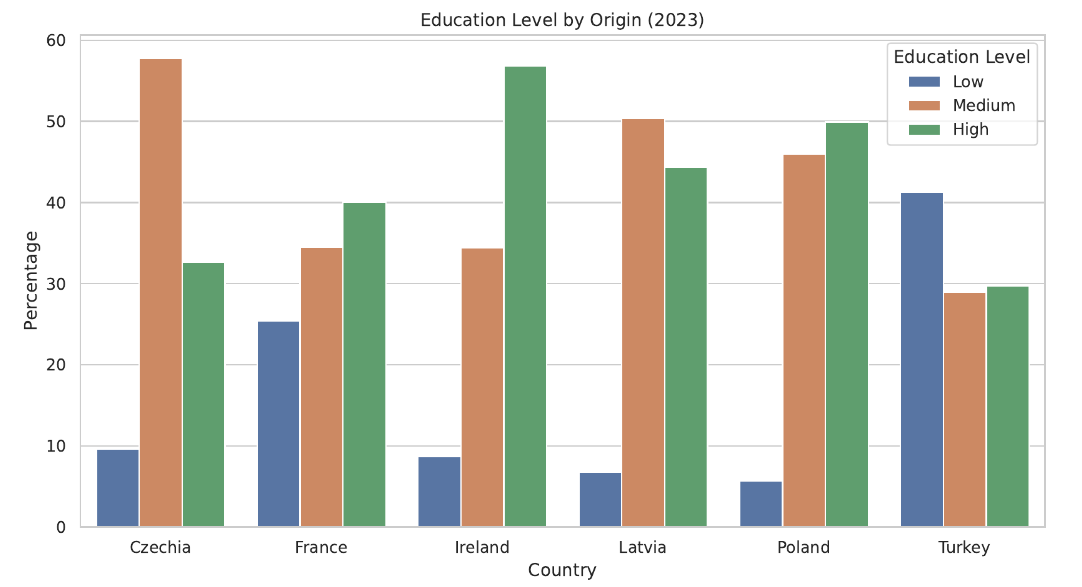 Education Level by Origin (2023)
Education Level
Low
Medium
High
Percentage
60
50
40
30
20
10
0
Czechia France Ireland Latvia Poland Turkey
Country